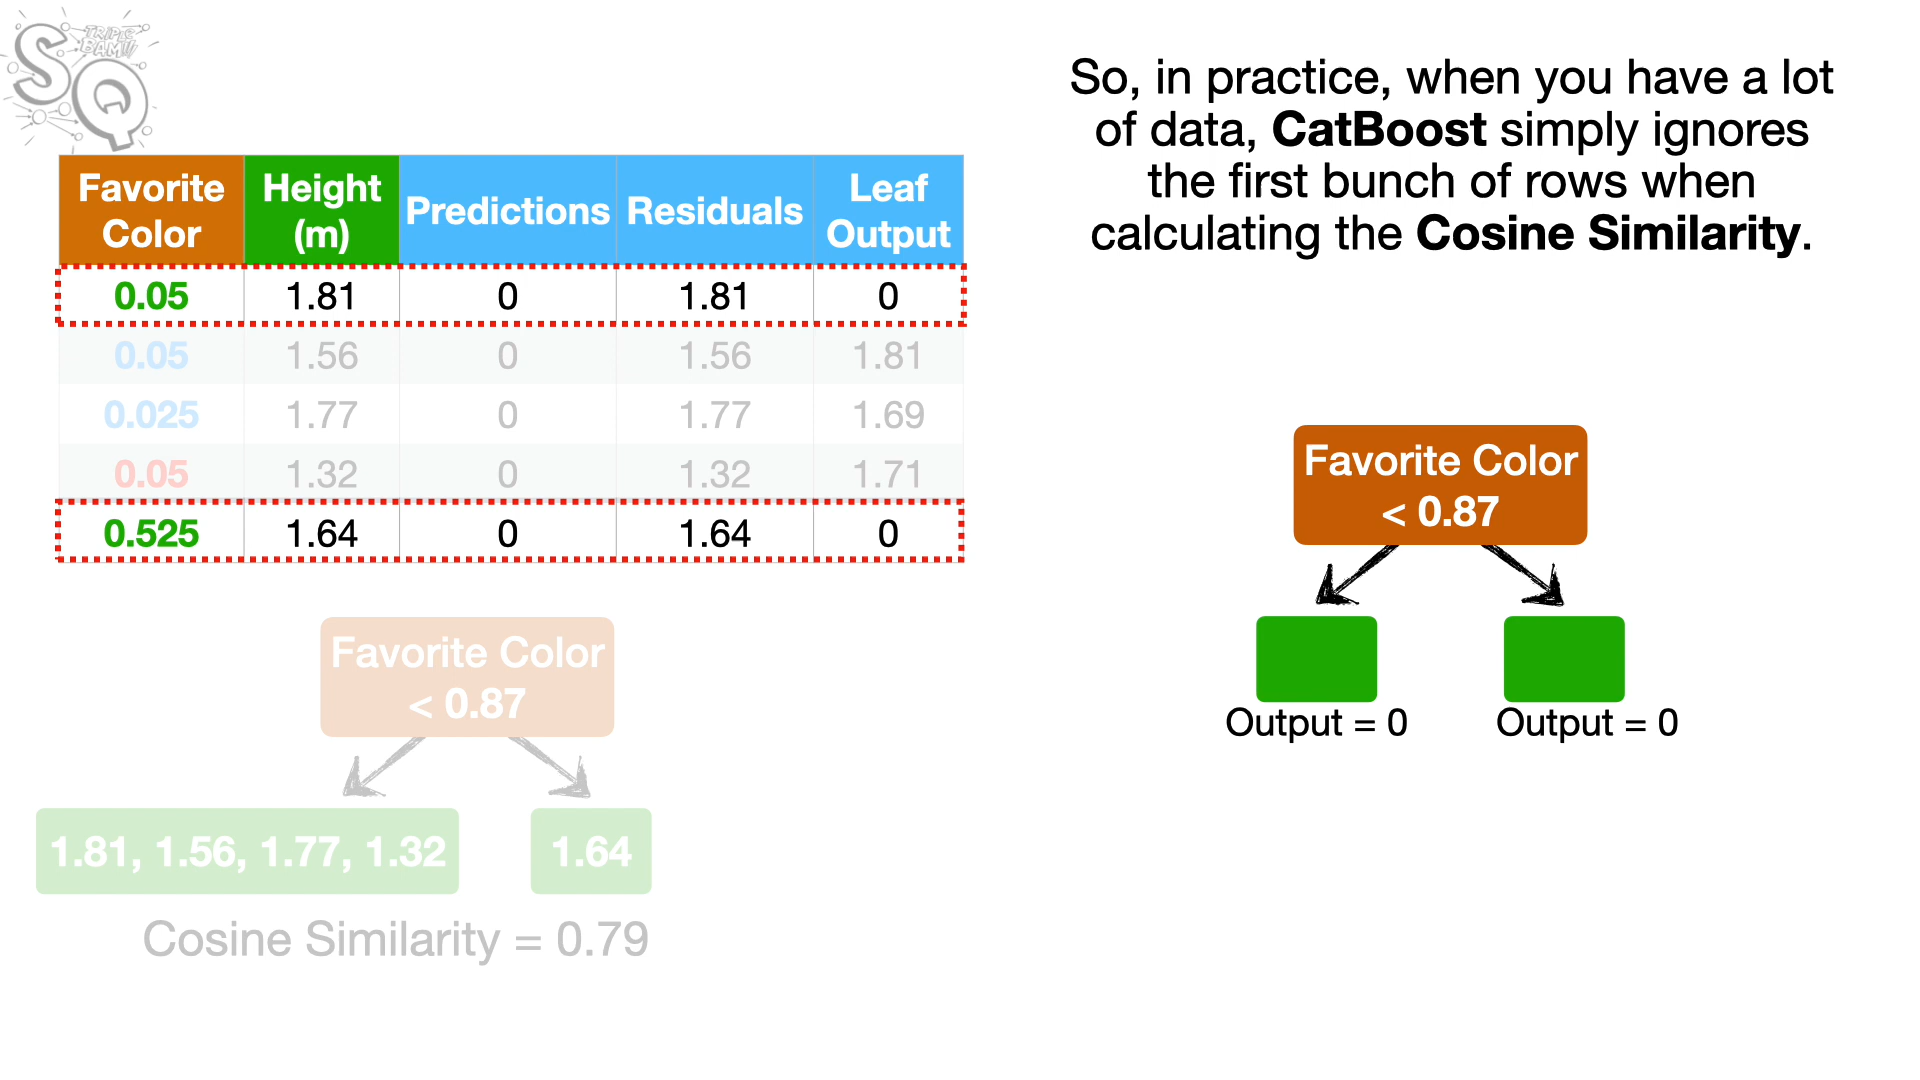 SQ
TRIPLE
BAM!!!
So, in practice, when you have a lot
of data, CatBoost simply ignores
the first bunch of rows when
calculating the Cosine Similarity.
Favorite Color Height (m) Predictions Residuals Leaf Output
0.05 1.81 0 1.81 0
0.05 1.56 0 1.56 1.81
0.025 1.77 0 1.77 1.69
0.05 1.32 0 1.32 1.71
0.525 1.64 0 1.64 0
Favorite Color
< 0.87
1.81, 1.56, 1.77, 1.32 1.64
Cosine Similarity = 0.79
Favorite Color
< 0.87
Output = 0 Output = 0